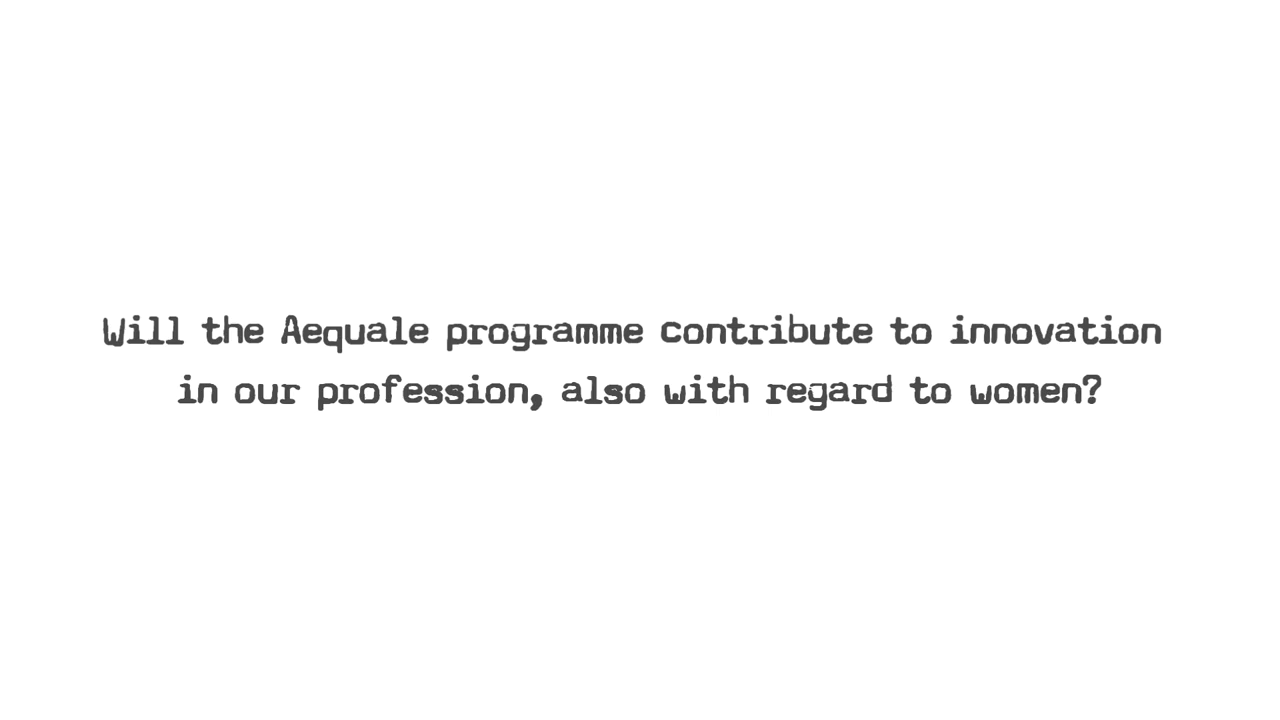 Will the Aequale programme contribute to innovation
in our profession, also with regard to women?